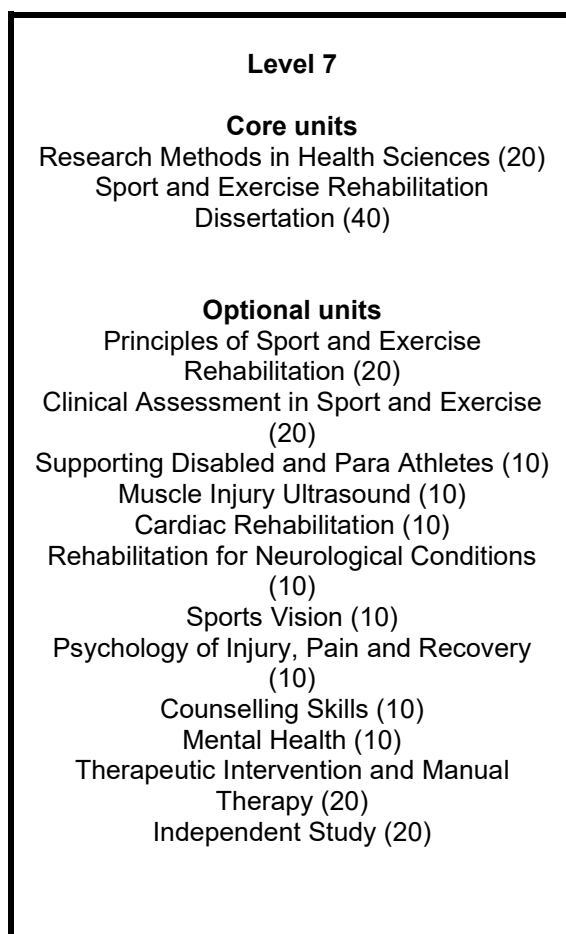 Level 7
Core units
Research Methods in Health Sciences (20)
Sport and Exercise Rehabilitation
Dissertation (40)
Optional units
Principles of Sport and Exercise
Rehabilitation (20)
Clinical Assessment in Sport and Exercise
(20)
Supporting Disabled and Para Athletes (10)
Muscle Injury Ultrasound (10)
Cardiac Rehabilitation (10)
Rehabilitation for Neurological Conditions
(10)
Sports Vision (10)
Psychology of Injury, Pain and Recovery
(10)
Counselling Skills (10)
Mental Health (10)
Therapeutic Intervention and Manual
Therapy (20)
Independent Study (20)